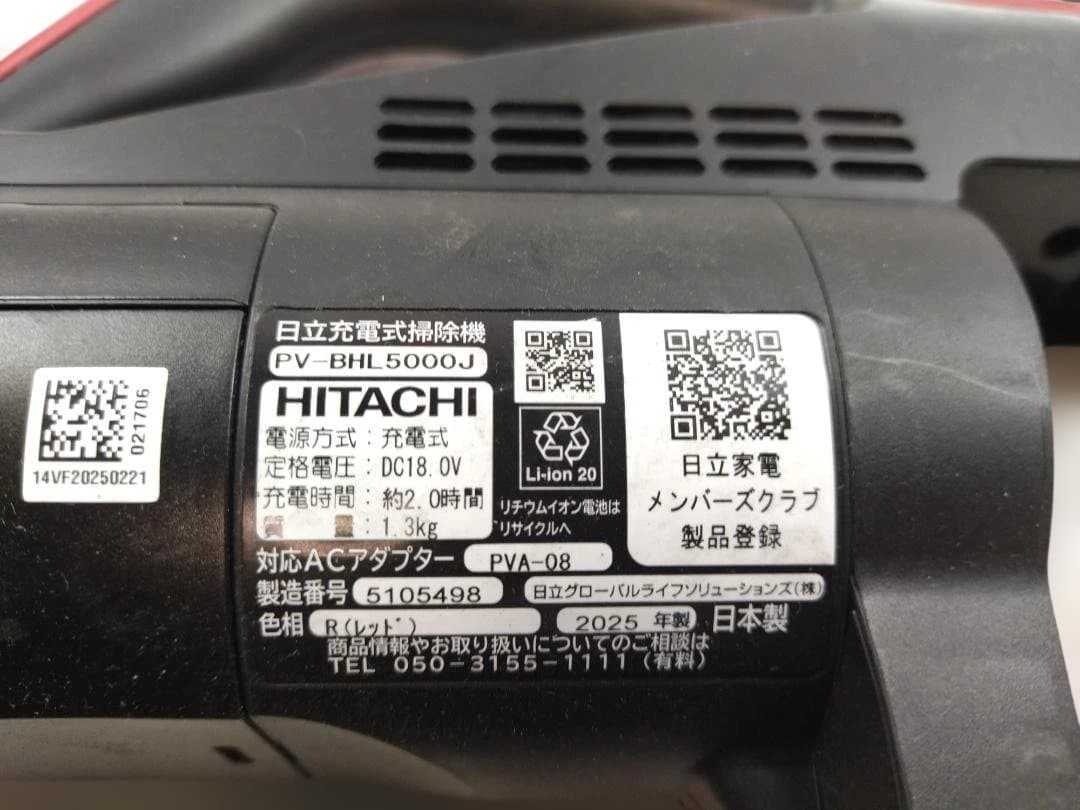 日立充電式掃除機
PV-BHL5000J
HITACHI
電源方式：充電式
定格電圧：DC18.0V
充電時間：約2.0時間
質量：1.3kg
Li-ion 20
リチウムイオン電池は
リサイクルへ
日立家電
メンバーズクラブ
製品登録
対応ACアダプター PVA-08
製造番号 5105498 日立グローバルライフソリューションズ(株)
色相 R(レッド) 2025 年製 日本製
商品情報やお取り扱いについてのご相談は
TEL 050-3155-1111 (有料)
021706
14VF20250221